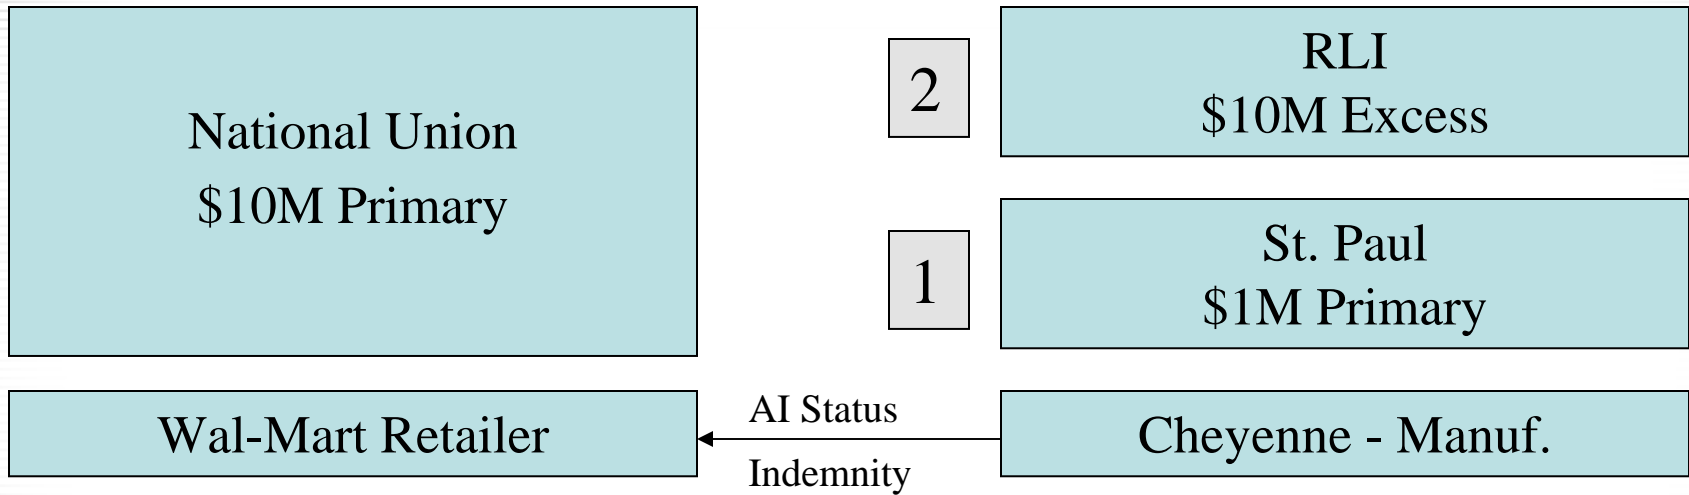 National Union
$10M Primary
2
RLI
$10M Excess
1
St. Paul
$1M Primary
Wal-Mart Retailer
AI Status
Indemnity
Cheyenne - Manuf.